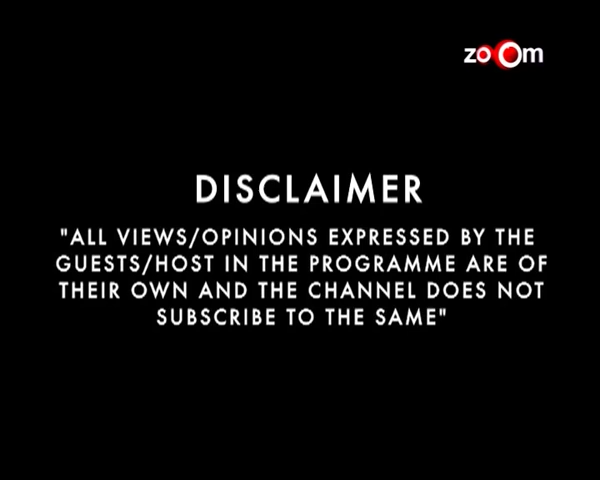 zoom
DISCLAIMER
"ALL VIEWS/OPINIONS EXPRESSED BY THE
GUESTS/HOST IN THE PROGRAMME ARE OF
THEIR OWN AND THE CHANNEL DOES NOT
SUBSCRIBE TO THE SAME"